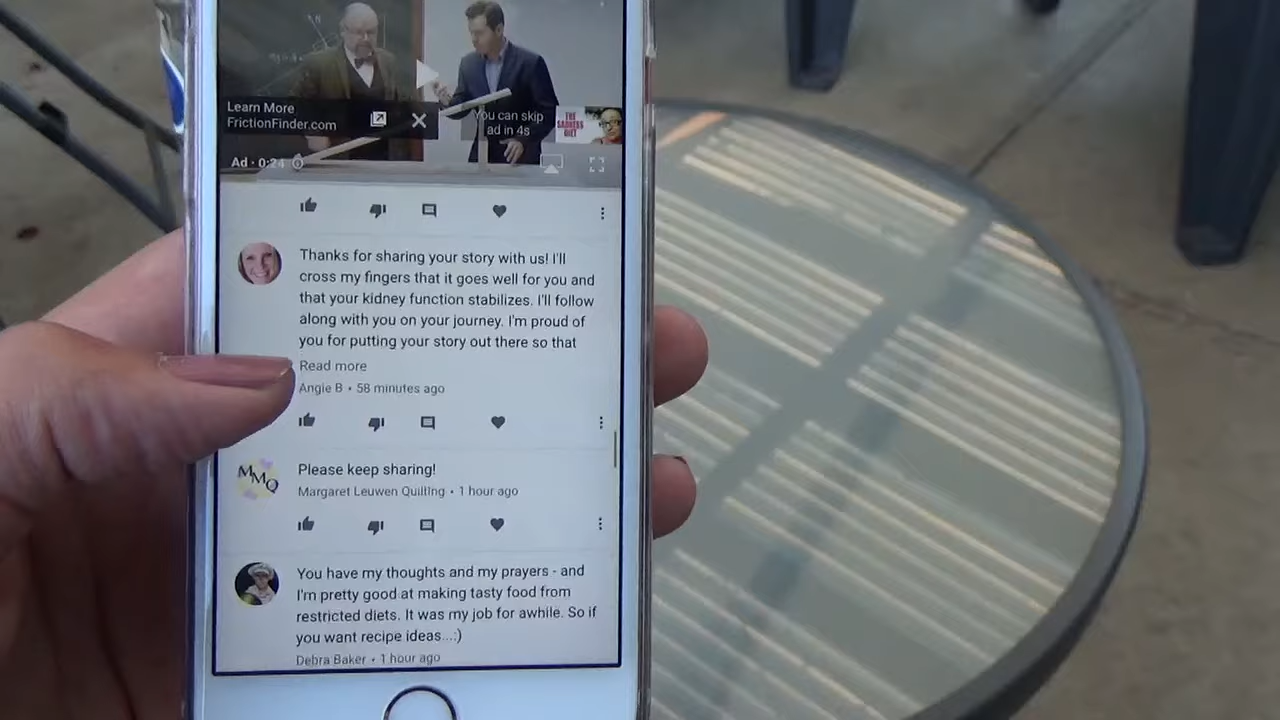 Learn More
FrictionFinder.com
You can skip
ad in 4s
THE
SADNESS
DIET
Ad · 0:24
Thanks for sharing your story with us! I'll
cross my fingers that it goes well for you and
that your kidney function stabilizes. I'll follow
along with you on your journey. I'm proud of
you for putting your story out there so that
Read more
Angie B • 58 minutes ago
MMQ
Please keep sharing!
Margaret Leuwen Quilting • 1 hour ago
You have my thoughts and my prayers - and
I'm pretty good at making tasty food from
restricted diets. It was my job for awhile. So if
you want recipe ideas...:)
Debra Baker • 1 hour ago